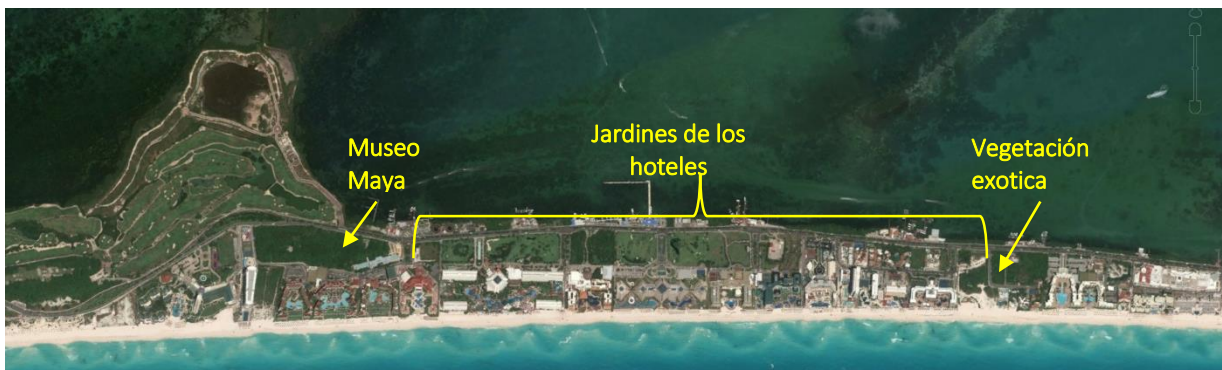 Museo
Maya
Jardines de los
hoteles
Vegetación
exotica